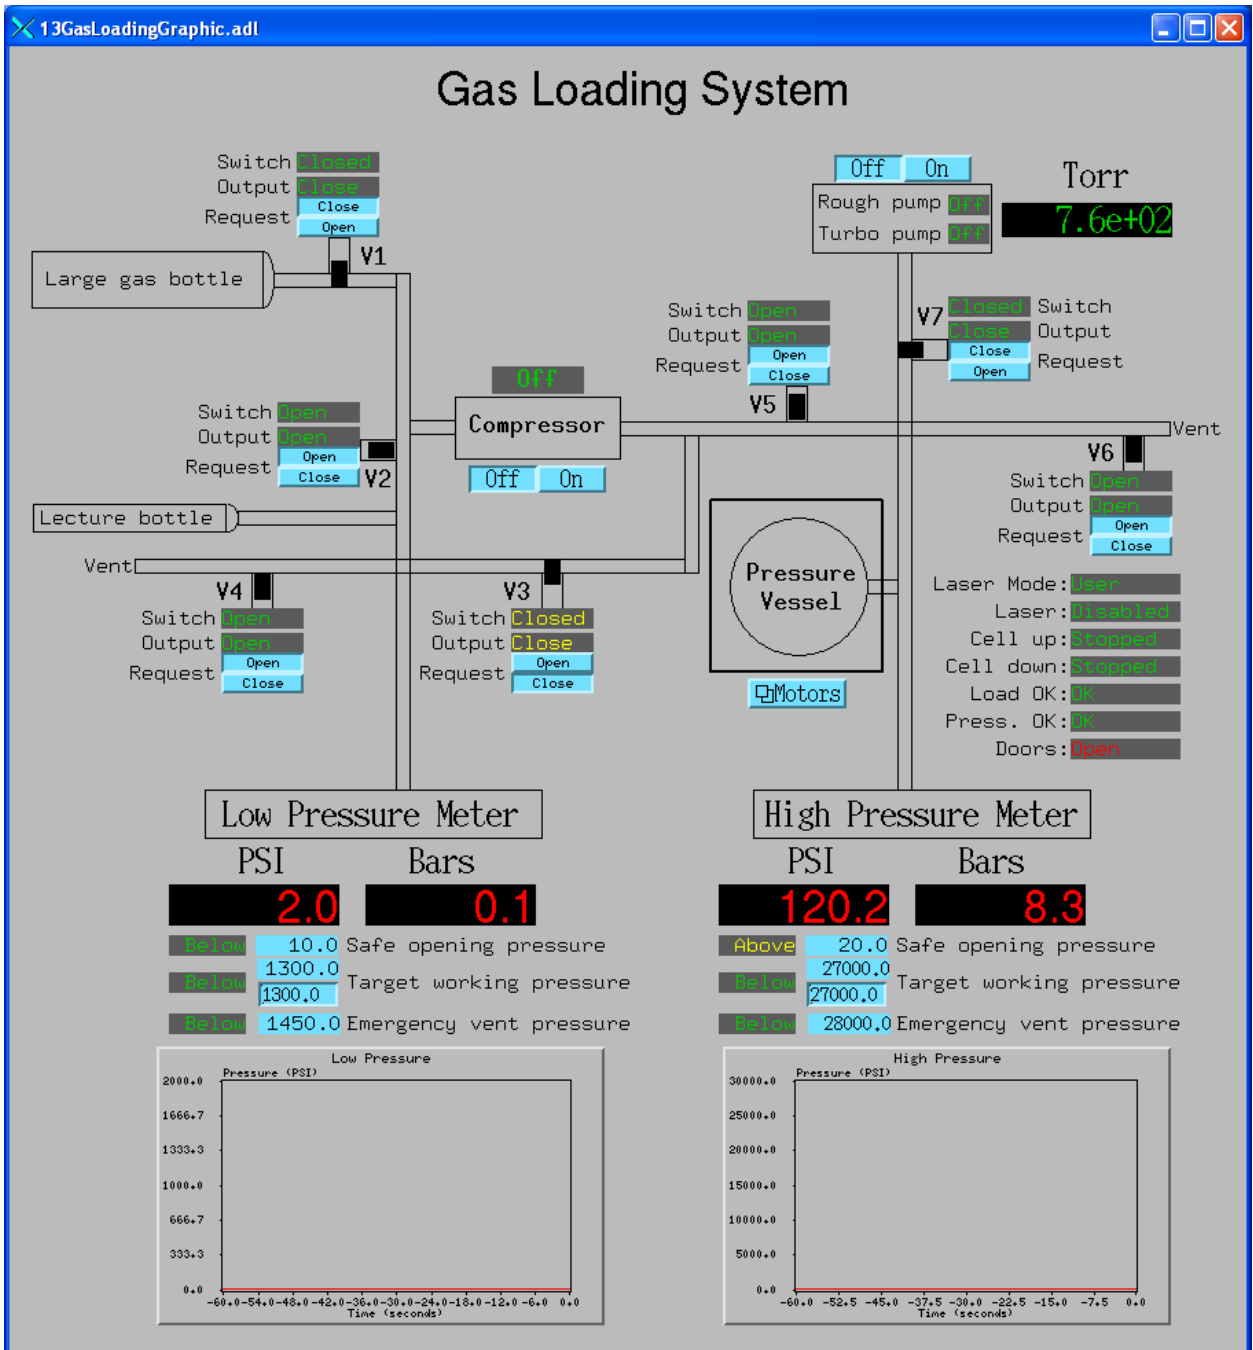 13GasLoadingGraphic.adl
Gas Loading System
Switch Closed
Output Close
Request Close
Open
V1
Large gas bottle
Off On
Rough pump Off
Turbo pump Off
Torr
7.6e+02
Switch Open
Output Open
Request Open
Close
V5
V7
Closed Switch
Close Output
Close Request
Open
Off
Compressor
Off On
Switch Open
Output Open
Request Open
Close
V2
Vent
V6
Switch Open
Output Open
Request Open
Close
Lecture bottle
Vent
V4
Switch Open
Output Open
Request Open
Close
V3
Switch Closed
Output Close
Request Open
Close
Pressure
Vessel
Motors
Laser Mode: User
Laser: Disabled
Cell up: Stopped
Cell down: Stopped
Load OK: OK
Press. OK: OK
Doors: Open
Low Pressure Meter
PSI Bars
2.0 0.1
Below 10.0 Safe opening pressure
1300.0
Below 1300.0 Target working pressure
Below 1450.0 Emergency vent pressure
Low Pressure
Pressure (PSI)
2000.0
1666.7
1333.3
1000.0
666.7
333.3
0.0
-60.0 -54.0 -48.0 -42.0 -36.0 -30.0 -24.0 -18.0 -12.0 -6.0 0.0
Time (seconds)
High Pressure Meter
PSI Bars
120.2 8.3
Above 20.0 Safe opening pressure
27000.0
Below 27000.0 Target working pressure
Below 28000.0 Emergency vent pressure
High Pressure
Pressure (PSI)
30000.0
25000.0
20000.0
15000.0
10000.0
5000.0
0.0
-60.0 -52.5 -45.0 -37.5 -30.0 -22.5 -15.0 -7.5 0.0
Time (seconds)